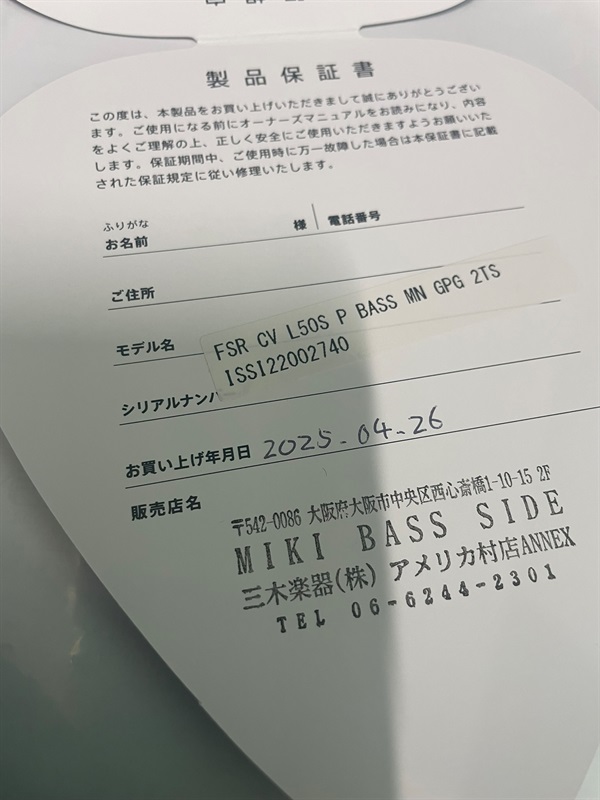 製品保証書
この度は、本製品をお買い上げいただきまして誠にありがとうござい
ます。ご使用になる前にオーナーズマニュアルをお読みになり、内容
をよくご理解の上、正しく安全にご使用いただきますようお願いいた
します。保証期間中、ご使用時に万一故障した場合は本保証書に記載
された保証規定に従い修理いたします。
ふりがな
お名前 様 電話番号
ご住所
モデル名 FSR CV L50S P BASS MN GPG 2TS
ISSI22002740
シリアルナンバ
お買い上げ年月日 2025-04-26
販売店名
〒542-0086 大阪府大阪市中央区西心斎橋1-10-15 2F
MIKI BASS SIDE
三木楽器(株) アメリカ村店ANNEX
TEL 06-6244-2301